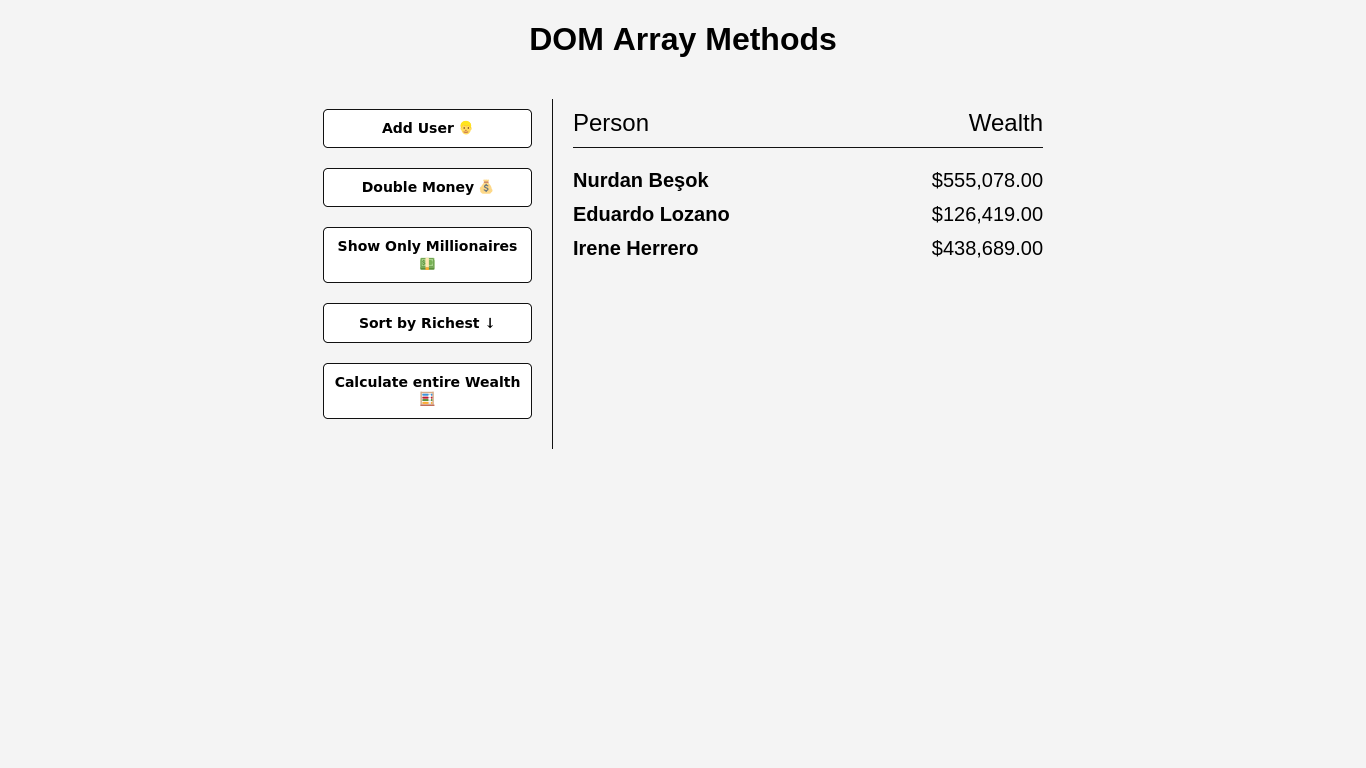 DOM Array Methods
Add User 👱
Double Money 💰
Show Only Millionaires
💵
Sort by Richest ↓
Calculate entire Wealth
🧮
Person Wealth
Nurdan Beşok $555,078.00
Eduardo Lozano $126,419.00
Irene Herrero $438,689.00